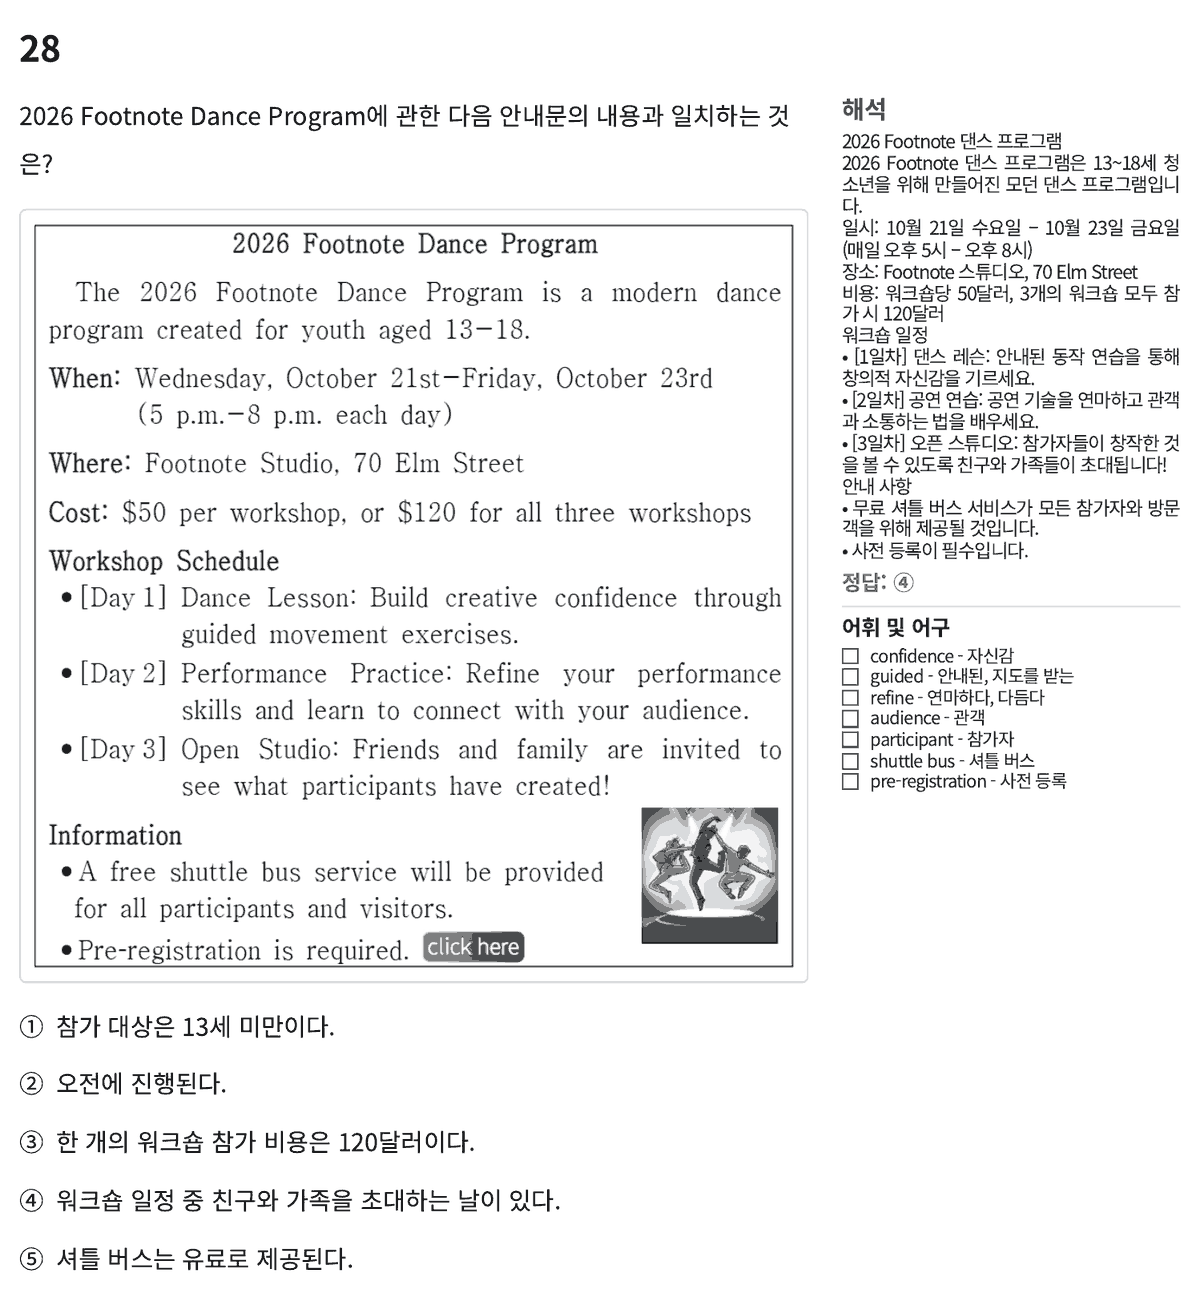 28
2026 Footnote Dance Program에 관한 다음 안내문의 내용과 일치하는 것
은?
2026 Footnote Dance Program
The 2026 Footnote Dance Program is a modern dance
program created for youth aged 13-18.
When: Wednesday, October 21st-Friday, October 23rd
(5 p.m.-8 p.m. each day)
Where: Footnote Studio, 70 Elm Street
Cost: $50 per workshop, or $120 for all three workshops
Workshop Schedule
• [Day 1] Dance Lesson: Build creative confidence through
guided movement exercises.
• [Day 2] Performance Practice: Refine your performance
skills and learn to connect with your audience.
• [Day 3] Open Studio: Friends and family are invited to
see what participants have created!
Information
• A free shuttle bus service will be provided
for all participants and visitors.
• Pre-registration is required. click here
① 참가 대상은 13세 미만이다.
② 오전에 진행된다.
③ 한 개의 워크숍 참가 비용은 120달러이다.
④ 워크숍 일정 중 친구와 가족을 초대하는 날이 있다.
⑤ 셔틀 버스는 유료로 제공된다.
해석
2026 Footnote 댄스 프로그램
2026 Footnote 댄스 프로그램은 13~18세 청
소년을 위해 만들어진 모던 댄스 프로그램입니
다.
일시: 10월 21일 수요일 – 10월 23일 금요일
(매일 오후 5시 – 오후 8시)
장소: Footnote 스튜디오, 70 Elm Street
비용: 워크숍당 50달러, 3개의 워크숍 모두 참
가 시 120달러
워크숍 일정
• [1일차] 댄스 레슨: 안내된 동작 연습을 통해
창의적 자신감을 기르세요.
• [2일차] 공연 연습: 공연 기술을 연마하고 관객
과 소통하는 법을 배우세요.
• [3일차] 오픈 스튜디오: 참가자들이 창작한 것
을 볼 수 있도록 친구와 가족들이 초대됩니다!
안내 사항
• 무료 셔틀 버스 서비스가 모든 참가자와 방문
객을 위해 제공될 것입니다.
• 사전 등록이 필수입니다.
정답: ④
어휘 및 어구
□ confidence - 자신감
□ guided - 안내된, 지도를 받는
□ refine - 연마하다, 다듬다
□ audience - 관객
□ participant - 참가자
□ shuttle bus - 셔틀 버스
□ pre-registration - 사전 등록